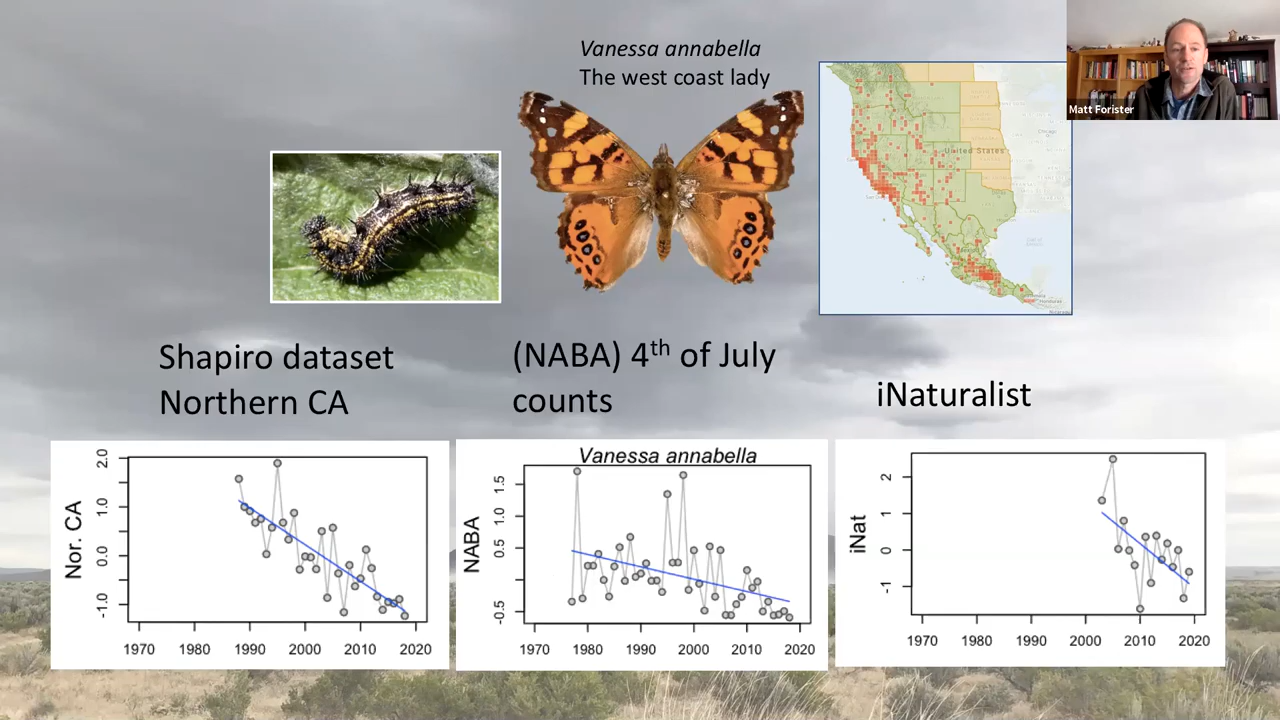 Vanessa annabella
The west coast lady
Matt Forister
United States
Shapiro dataset
Northern CA
(NABA) 4th of July
counts
iNaturalist
Nor. CA
2.0
1.0
0.0
-1.0
1970 1980 1990 2000 2010 2020
Vanessa annabella
NABA
1.5
1.0
0.5
-0.5
1970 1980 1990 2000 2010 2020
iNat
2
1
0
-1
1970 1980 1990 2000 2010 2020